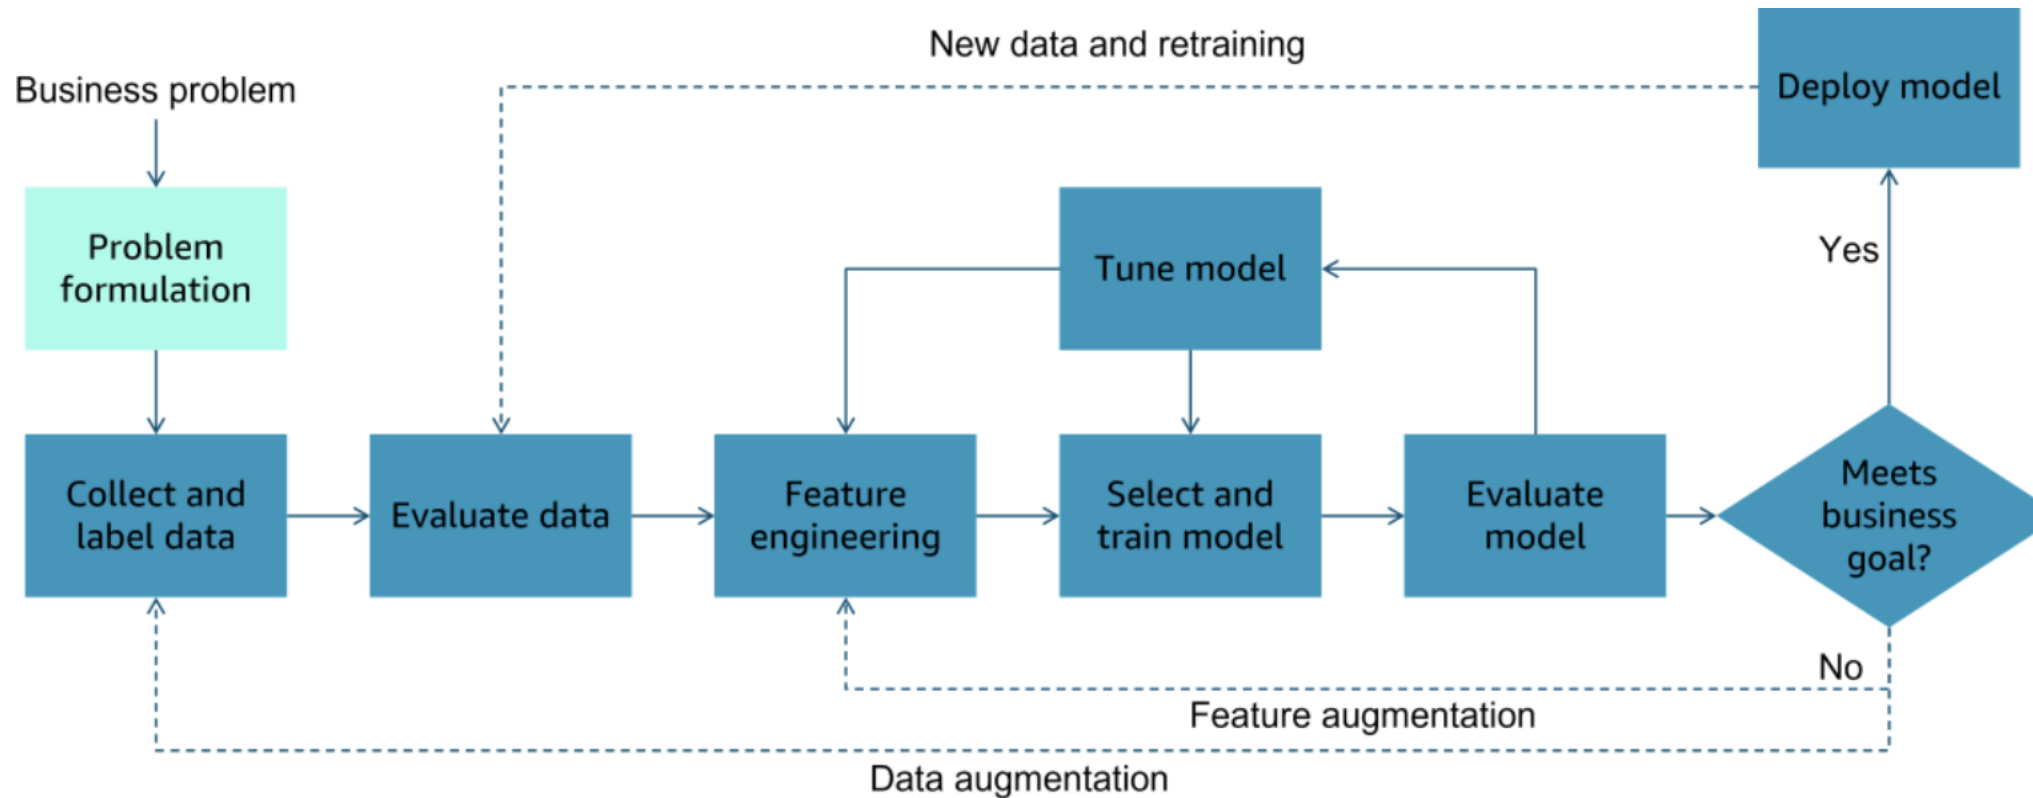 New data and retraining
Deploy model
Business problem
Problem
formulation
Tune model
Yes
Collect and
label data
Evaluate data
Feature
engineering
Select and
train model
Evaluate
model
Meets
business
goal?
No
Feature augmentation
Data augmentation